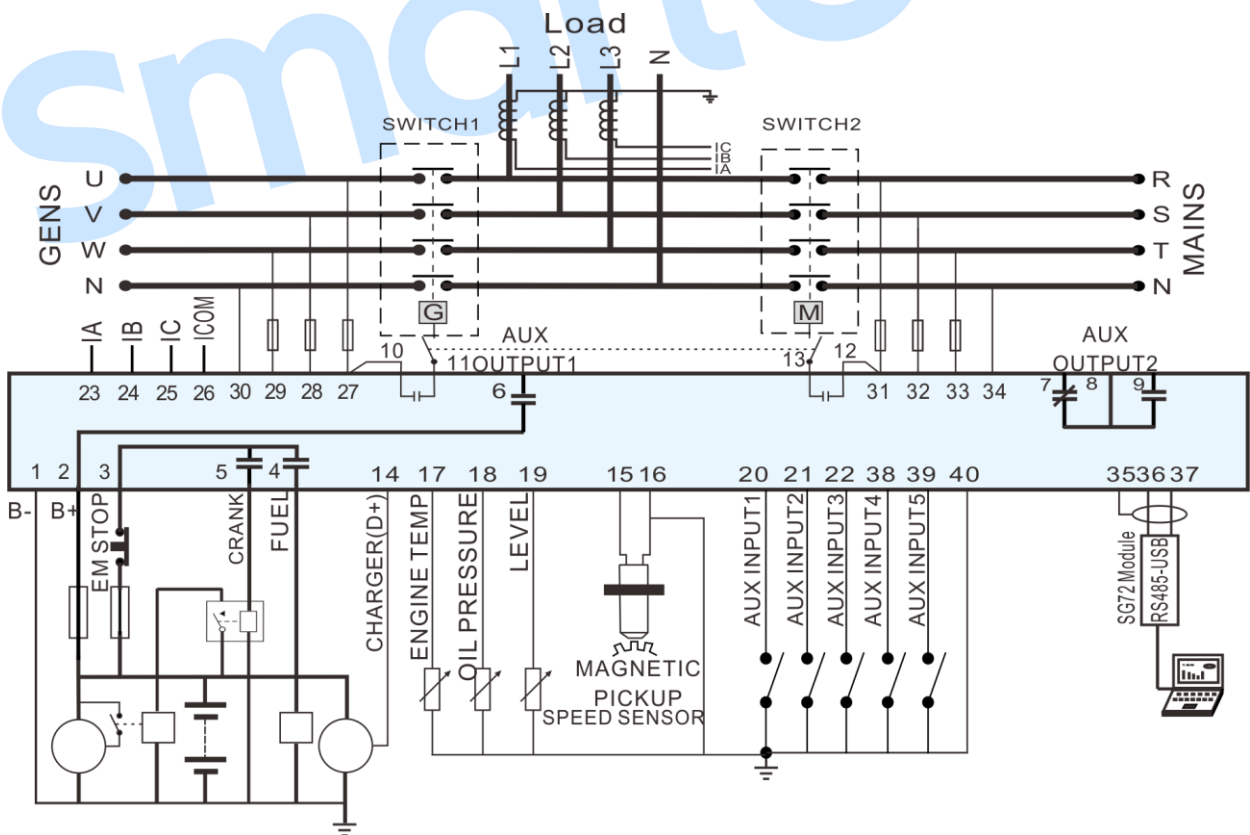 smart
Load
L1
L2
L3
N
SWITCH1
SWITCH2
IC
IB
IA
GENS
U
V
W
N
R
S
T
N
MAINS
G
M
IA
IB
IC
ICOM
10
11
AUX
OUTPUT1
13
12
AUX
OUTPUT2
23 24 25 26 30 29 28 27
6
31 32 33 34
7 8 9
1 2 3 5 4 14 17 18 19 15 16 20 21 22 38 39 40 35 36 37
B-
B+
EM STOP
CRANK
FUEL
CHARGER(D+)
ENGINE TEMP
OIL PRESSURE
LEVEL
MAGNETIC
PICKUP
SPEED SENSOR
AUX INPUT1
AUX INPUT2
AUX INPUT3
AUX INPUT4
AUX INPUT5
SG72 Module
RS485-USB